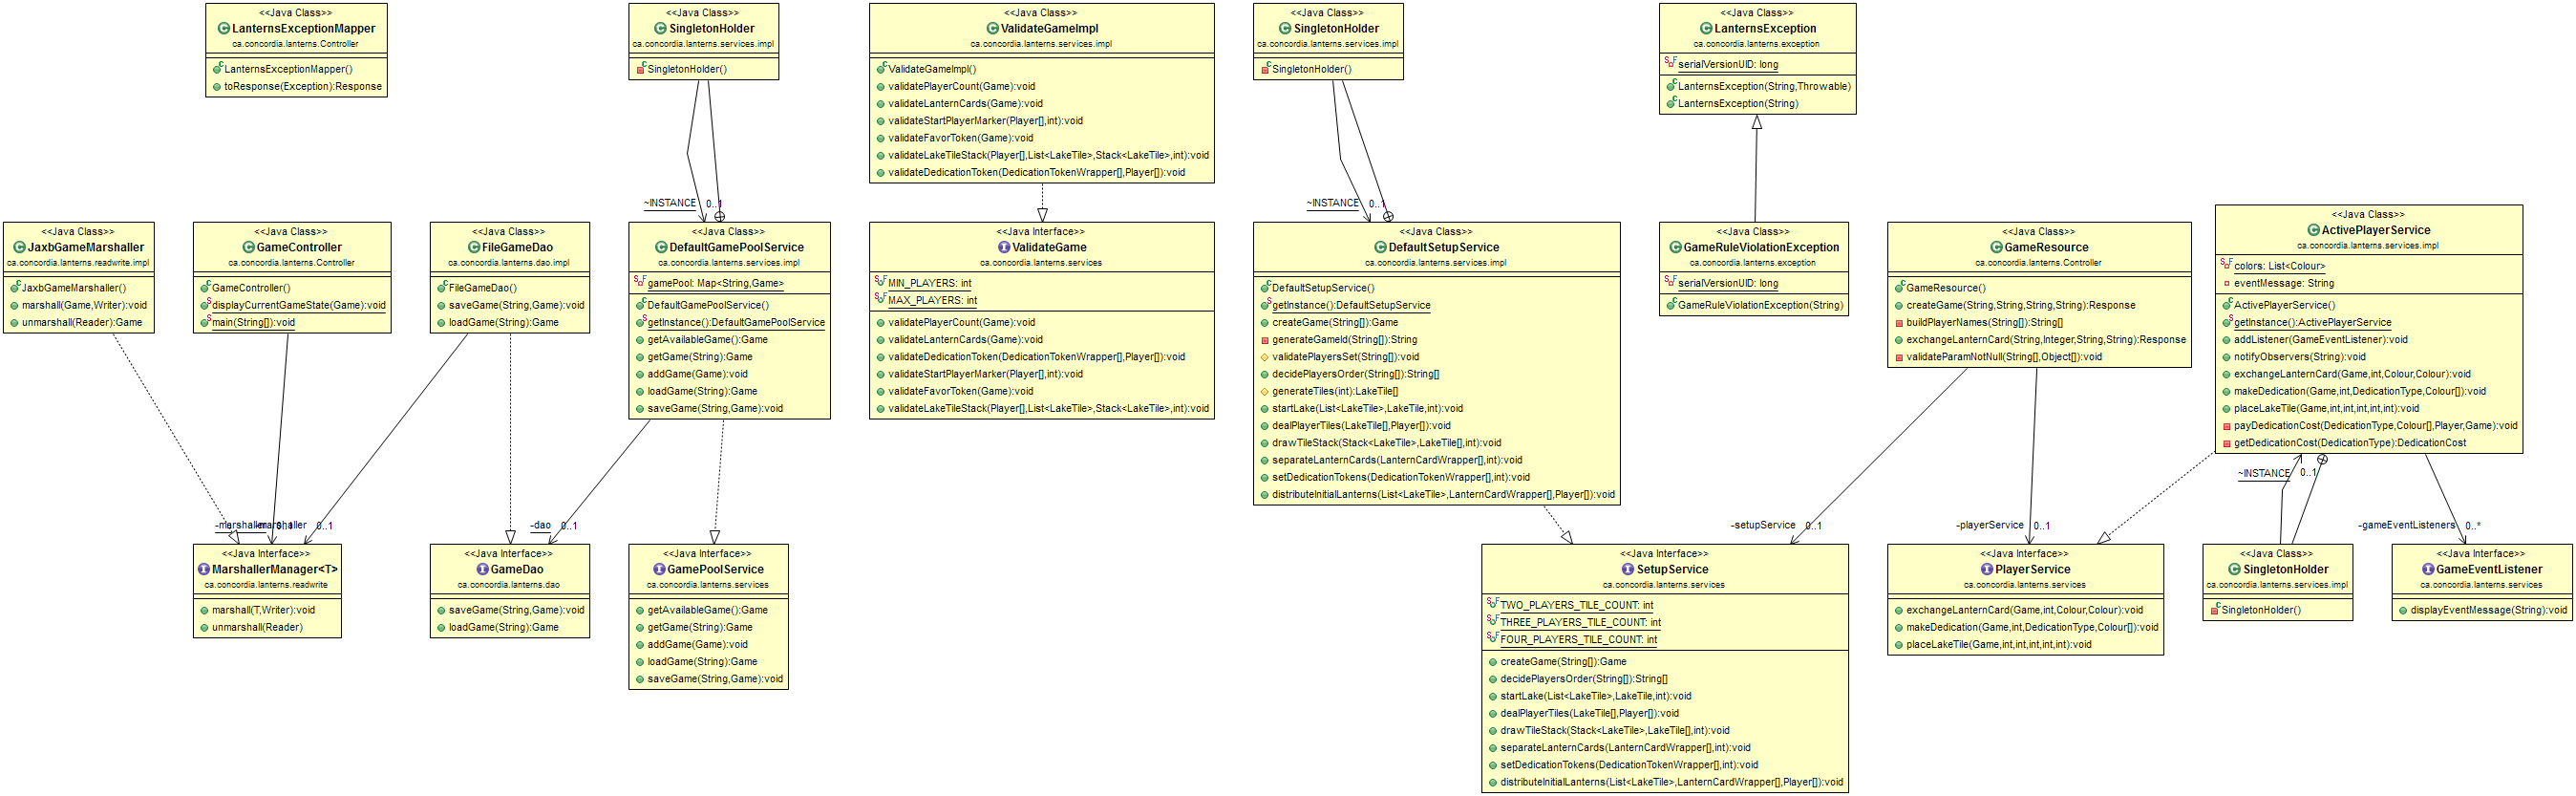 <<Java Class>>
LanternsExceptionMapper
ca.concordia.lanterns.Controller
LanternsExceptionMapper()
toResponse(Exception):Response
<<Java Class>>
SingletonHolder
ca.concordia.lanterns.services.impl
SingletonHolder()
<<Java Class>>
ValidateGameImpl
ca.concordia.lanterns.services.impl
ValidateGameImpl()
validatePlayerCount(Game):void
validateLanternCards(Game):void
validateStartPlayerMarker(Player[],int):void
validateFavorToken(Game):void
validateLakeTileStack(Player[],List<LakeTile>,Stack<LakeTile>,int):void
validateDedicationToken(DedicationTokenWrapper[],Player[]):void
<<Java Class>>
SingletonHolder
ca.concordia.lanterns.services.impl
SingletonHolder()
<<Java Class>>
LanternsException
ca.concordia.lanterns.exception
serialVersionUID: long
LanternsException(String,Throwable)
LanternsException(String)
~INSTANCE
0..1
~INSTANCE
0..1
<<Java Class>>
JaxbGameMarshaller
ca.concordia.lanterns.readwrite.impl
JaxbGameMarshaller()
marshall(Game,Writer):void
unmarshall(Reader):Game
<<Java Class>>
GameController
ca.concordia.lanterns.Controller
GameController()
displayCurrentGameState(Game):void
main(String[]):void
<<Java Class>>
FileGameDao
ca.concordia.lanterns.dao.impl
FileGameDao()
saveGame(String,Game):void
loadGame(String):Game
<<Java Class>>
DefaultGamePoolService
ca.concordia.lanterns.services.impl
gamePool: Map<String,Game>
DefaultGamePoolService()
getInstance():DefaultGamePoolService
getAvailableGame():Game
getGame(String):Game
addGame(Game):void
loadGame(String):Game
saveGame(String,Game):void
<<Java Interface>>
ValidateGame
ca.concordia.lanterns.services
MIN_PLAYERS: int
MAX_PLAYERS: int
validatePlayerCount(Game):void
validateLanternCards(Game):void
validateDedicationToken(DedicationTokenWrapper[],Player[]):void
validateStartPlayerMarker(Player[],int):void
validateFavorToken(Game):void
validateLakeTileStack(Player[],List<LakeTile>,Stack<LakeTile>,int):void
<<Java Class>>
DefaultSetupService
ca.concordia.lanterns.services.impl
DefaultSetupService()
getInstance():DefaultSetupService
createGame(String[]):Game
generateGameId(String[]):String
validatePlayersSet(String[]):void
decidePlayersOrder(String[]):String[]
generateTiles(int):LakeTile[]
startLake(List<LakeTile>,LakeTile,int):void
dealPlayerTiles(LakeTile[],Player[]):void
drawTileStack(Stack<LakeTile>,LakeTile[],int):void
separateLanternCards(LanternCardWrapper[],int):void
setDedicationTokens(DedicationTokenWrapper[],int):void
distributeInitialLanterns(List<LakeTile>,LanternCardWrapper[],Player[]):void
<<Java Class>>
GameRuleViolationException
ca.concordia.lanterns.exception
serialVersionUID: long
GameRuleViolationException(String)
<<Java Class>>
GameResource
ca.concordia.lanterns.Controller
GameResource()
createGame(String,String,String,String):Response
buildPlayerNames(String[]):String[]
exchangeLanternCard(String,Integer,String,String):Response
validateParamNotNull(String[],Object[]):void
<<Java Class>>
ActivePlayerService
ca.concordia.lanterns.services.impl
colors: List<Colour>
eventMessage: String
ActivePlayerService()
getInstance():ActivePlayerService
addListener(GameEventListener):void
notifyObservers(String):void
exchangeLanternCard(Game,int,Colour,Colour):void
makeDedication(Game,int,DedicationType,Colour[]):void
placeLakeTile(Game,int,int,int,int,int):void
payDedicationCost(DedicationType,Colour[],Player,Game):void
getDedicationCost(DedicationType):DedicationCost
~INSTANCE
0..1
-marshaller
0..1
-marshaller
0..1
-dao
0..1
-setupService
0..1
-playerService
0..1
-gameEventListeners
0..*
<<Java Interface>>
MarshallerManager<T>
ca.concordia.lanterns.readwrite
marshall(T,Writer):void
unmarshall(Reader)
<<Java Interface>>
GameDao
ca.concordia.lanterns.dao
saveGame(String,Game):void
loadGame(String):Game
<<Java Interface>>
GamePoolService
ca.concordia.lanterns.services
getAvailableGame():Game
getGame(String):Game
addGame(Game):void
loadGame(String):Game
saveGame(String,Game):void
<<Java Interface>>
SetupService
ca.concordia.lanterns.services
TWO_PLAYERS_TILE_COUNT: int
THREE_PLAYERS_TILE_COUNT: int
FOUR_PLAYERS_TILE_COUNT: int
createGame(String[]):Game
decidePlayersOrder(String[]):String[]
startLake(List<LakeTile>,LakeTile,int):void
dealPlayerTiles(LakeTile[],Player[]):void
drawTileStack(Stack<LakeTile>,LakeTile[],int):void
separateLanternCards(LanternCardWrapper[],int):void
setDedicationTokens(DedicationTokenWrapper[],int):void
distributeInitialLanterns(List<LakeTile>,LanternCardWrapper[],Player[]):void
<<Java Interface>>
PlayerService
ca.concordia.lanterns.services
exchangeLanternCard(Game,int,Colour,Colour):void
makeDedication(Game,int,DedicationType,Colour[]):void
placeLakeTile(Game,int,int,int,int,int):void
<<Java Class>>
SingletonHolder
ca.concordia.lanterns.services.impl
SingletonHolder()
<<Java Interface>>
GameEventListener
ca.concordia.lanterns.services
displayEventMessage(String):void